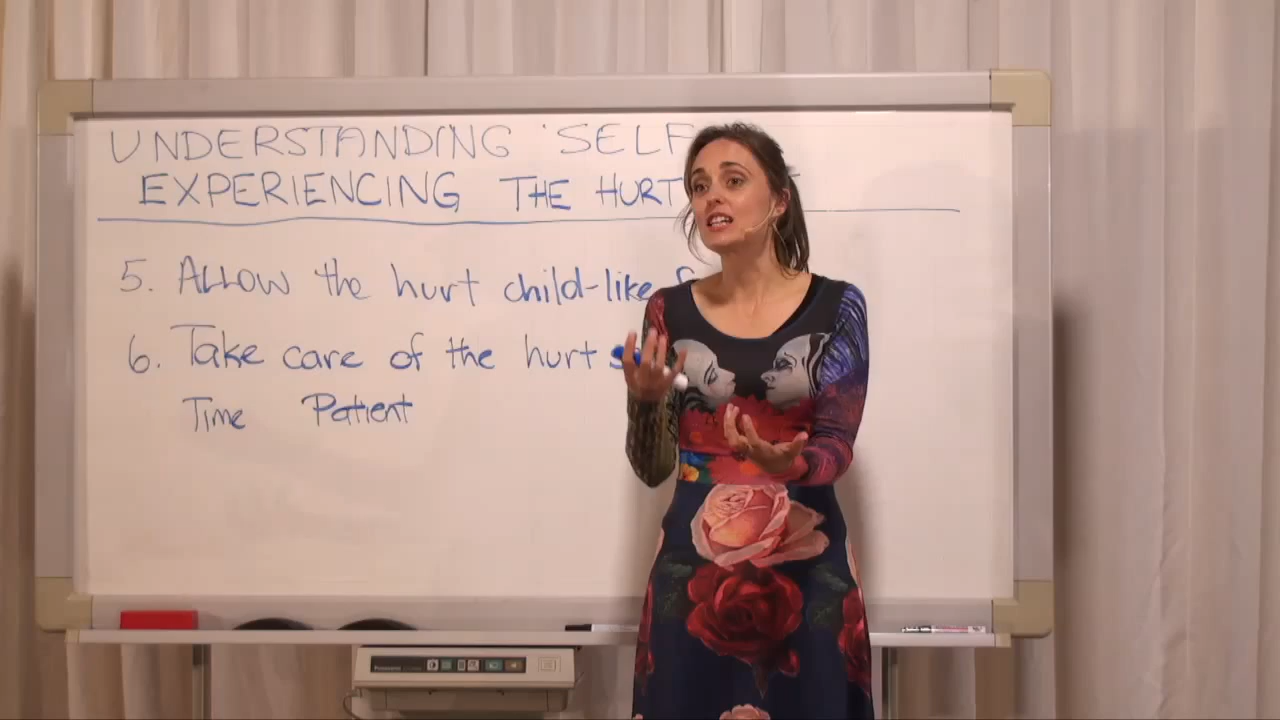 UNDERSTANDING 'SELF
EXPERIENCING THE HURT
5. ALLOW the hurt child-like
6. Take care of the hurt
Time Patient
Panasonic